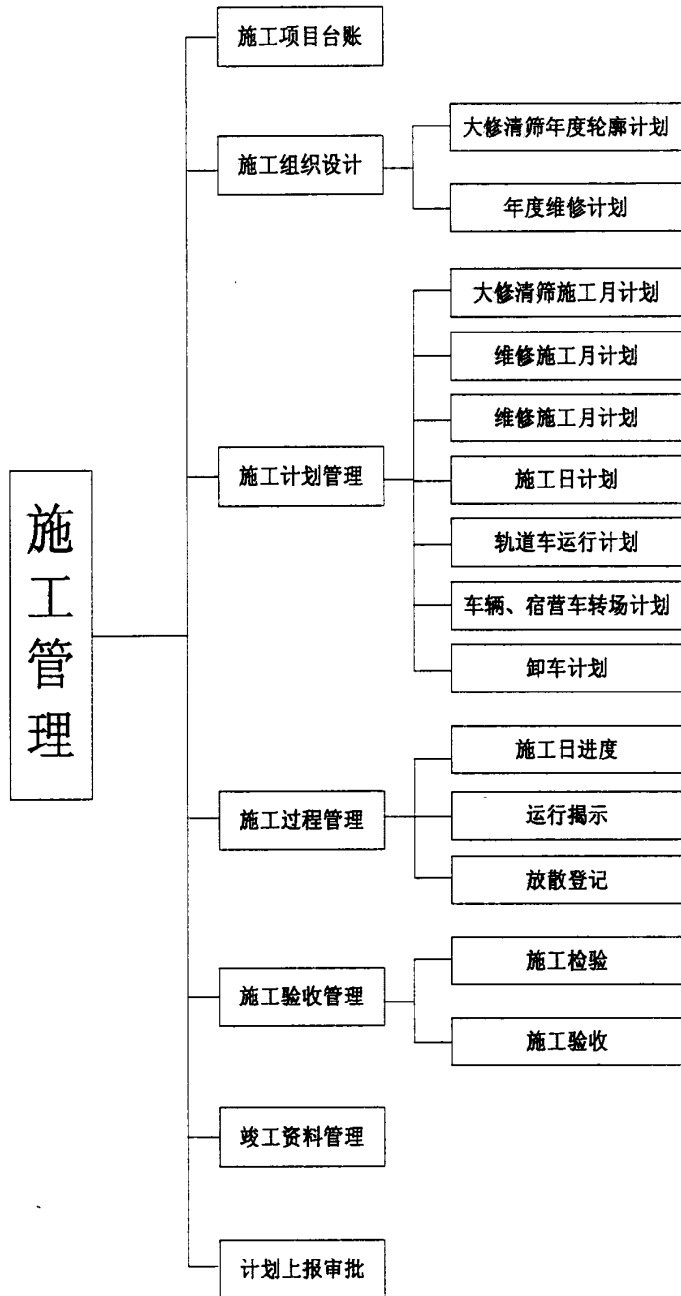 施工管理
施工项目台账
施工组织设计
大修清筛年度轮廓计划
年度维修计划
施工计划管理
大修清筛施工月计划
维修施工月计划
维修施工月计划
施工日计划
轨道车运行计划
车辆、宿营车转场计划
卸车计划
施工过程管理
施工日进度
运行揭示
放散登记
施工验收管理
施工检验
施工验收
竣工资料管理
计划上报审批